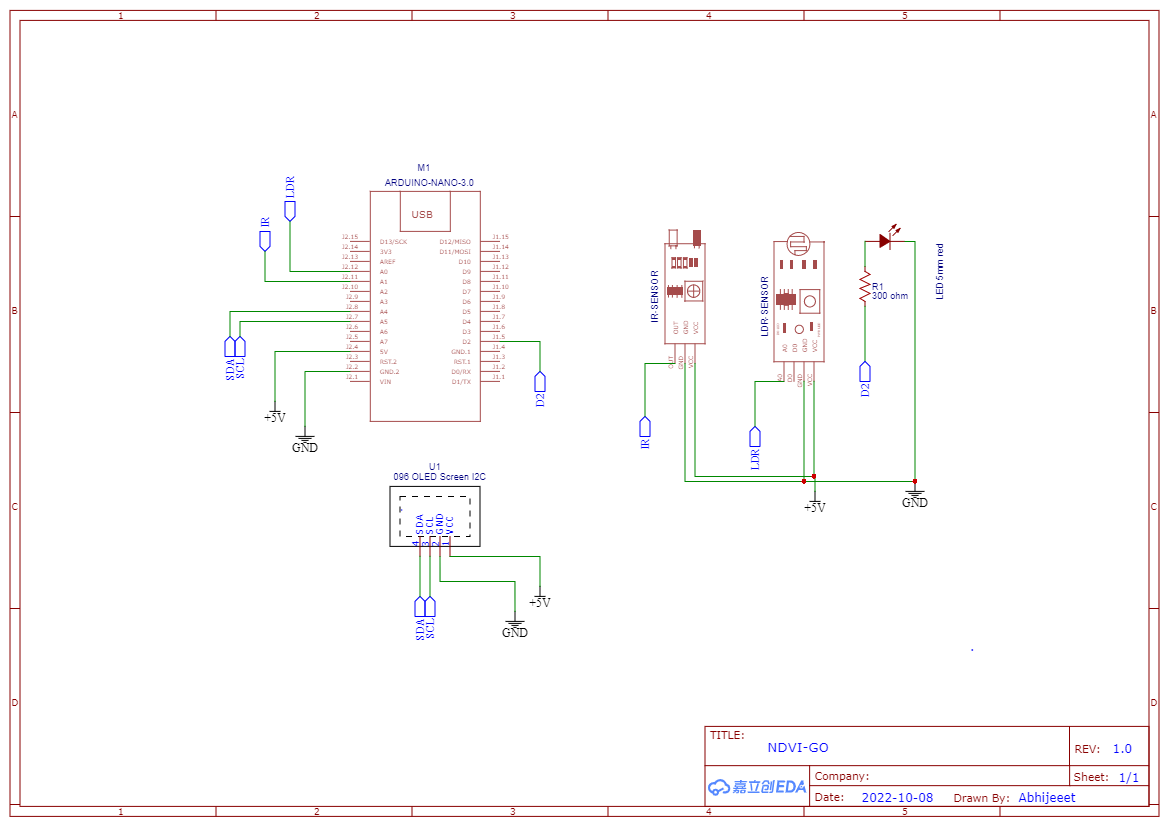 1 2 3 4 5
A A
B B
C C
D D
1 2 3 4 5
M1
ARDUINO-NANO-3.0
USB
LDR
IR
J2.15 D13/SCK D12/MISO J1.15
J2.14 3V3 D11/MOSI J1.14
J2.13 AREF D10 J1.13
J2.12 A0 D9 J1.12
J2.11 A1 D8 J1.11
J2.10 A2 D7 J1.10
J2.9 A3 D6 J1.9
J2.8 A4 D5 J1.8
J2.7 A5 D4 J1.7
J2.6 A6 D3 J1.6
J2.5 A7 D2 J1.5
J2.4 5V GND.1 J1.4
J2.3 RST.2 RST.1 J1.3
J2.2 GND.2 D0/RX J1.2
J2.1 VIN D1/TX J1.1
SDA
SCL
+5V
GND
D2
U1
096 OLED Screen I2C
SDA
SCL
GND
VCC
4 3 2 1
SDA
SCL
GND
+5V
IR-SENSOR
OUT
GND
VCC
OUT
GND
VCC
IR
LDR-SENSOR
A0
D0
GND
VCC
A0
D0
GND
VCC
LDR
+5V
R1
300 ohm
D2
LED 5mm red
GND
TITLE:
NDVI-GO
REV: 1.0
嘉立创EDA
Company:
Sheet: 1/1
Date: 2022-10-08
Drawn By: Abhijeeet